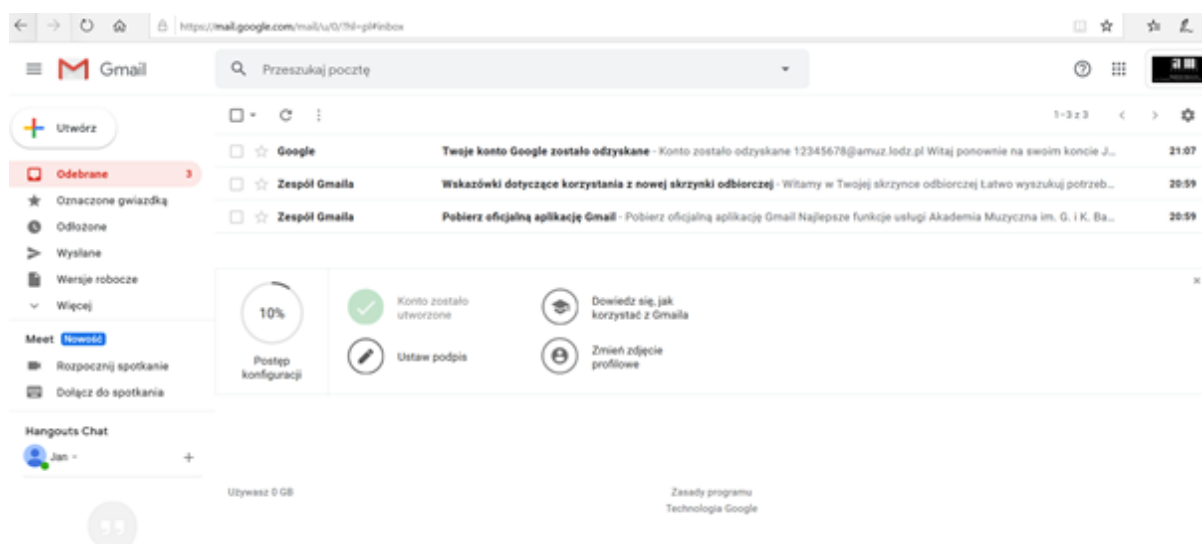 https://mail.google.com/mail/u/0/?hl=pl#inbox
Gmail
Przeszukaj pocztę
Utwórz
1-3 z 3
Odebrane 3
Oznaczone gwiazdką
Odłożone
Wysłane
Wersje robocze
Więcej
Google Twoje konto Google zostało odzyskane - Konto zostało odzyskane 12345678@amuz.lodz.pl Witaj ponownie na swoim koncie J... 21:07
Zespół Gmaila Wskazówki dotyczące korzystania z nowej skrzynki odbiorczej - Witamy w Twojej skrzynce odbiorczej Łatwo wyszukuj potrzeb... 20:59
Zespół Gmaila Pobierz oficjalną aplikację Gmail - Pobierz oficjalną aplikację Gmail Najlepsze funkcje usługi Akademia Muzyczna im. G. i K. Ba... 20:59
10%
Postęp
konfiguracji
Konto zostało
utworzone
Ustaw podpis
Dowiedz się, jak
korzystać z Gmaila
Zmień zdjęcie
profilowe
Meet Nowość
Rozpocznij spotkanie
Dołącz do spotkania
Hangouts Chat
Jan
Używasz 0 GB
Zasady programu
Technologia Google